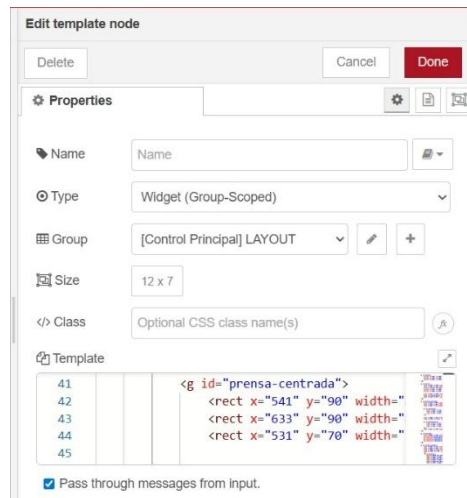 Edit template node
Delete
Cancel
Done
Properties
Name
Name
Type
Widget (Group-Scoped)
Group
[Control Principal] LAYOUT
Size
12 x 7
</> Class
Optional CSS class name(s)
Template
41 <g id="prensa-centrada">
42 <rect x="541" y="90" width="
43 <rect x="633" y="90" width="
44 <rect x="531" y="70" width="
45
Pass through messages from input.